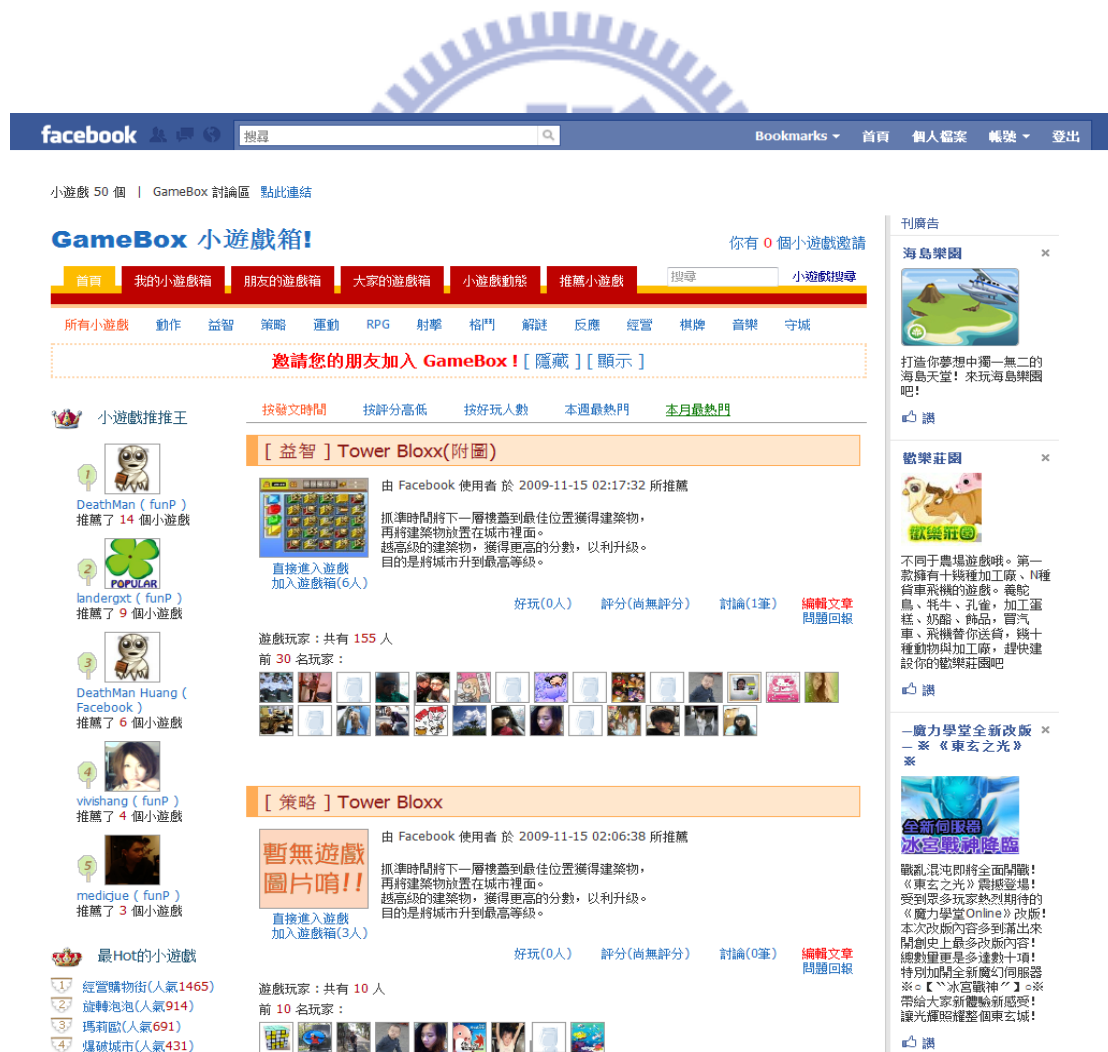 facebook 搜尋 Bookmarks 首頁 個人檔案 帳號 登出
小遊戲 50 個 | GameBox 討論區 點此連結
GameBox 小遊戲箱!
你有 0 個小遊戲邀請
首頁 我的小遊戲箱 朋友的遊戲箱 大家的遊戲箱 小遊戲動態 推薦小遊戲 搜尋 小遊戲搜尋
所有小遊戲 動作 益智 策略 運動 RPG 射擊 格鬥 解謎 反應 經營 棋牌 音樂 守城
邀請您的朋友加入 GameBox ! [ 隱藏 ] [ 顯示 ]
小遊戲推推王
1
DeathMan ( funP )
推薦了 14 個小遊戲
2
POPULAR
landergxt ( funP )
推薦了 9 個小遊戲
3
DeathMan Huang (
Facebook )
推薦了 6 個小遊戲
4
vivishang ( funP )
推薦了 4 個小遊戲
5
medicjue ( funP )
推薦了 3 個小遊戲
最Hot的小遊戲
1 經營購物街(人氣1465)
2 旋轉泡泡(人氣914)
3 瑪莉歐(人氣691)
4 爆破城市(人氣431)
按發文時間 按評分高低 按好玩人數 本週最熱門 本月最熱門
[ 益智 ] Tower Bloxx(附圖)
由 Facebook 使用者 於 2009-11-15 02:17:32 所推薦
抓準時間將下一層樓蓋到最佳位置獲得建築物，
再將建築物放置在城市裡面。
越高級的建築物，獲得更高的分數，以利升級。
目的是將城市升到最高等級。
直接進入遊戲
加入遊戲箱(6人)
好玩(0人) 評分(尚無評分) 討論(1筆) 編輯文章
問題回報
遊戲玩家：共有 155 人
前 30 名玩家：
[ 策略 ] Tower Bloxx
由 Facebook 使用者 於 2009-11-15 02:06:38 所推薦
暫無遊戲
圖片唷!!
抓準時間將下一層樓蓋到最佳位置獲得建築物，
再將建築物放置在城市裡面。
越高級的建築物，獲得更高的分數，以利升級。
目的是將城市升到最高等級。
直接進入遊戲
加入遊戲箱(3人)
好玩(0人) 評分(尚無評分) 討論(0筆) 編輯文章
問題回報
遊戲玩家：共有 10 人
前 10 名玩家：
刊廣告
海島樂園
打造你夢想中獨一無二的
海島天堂！來玩海島樂園
吧！
讚
歡樂莊園
歡樂莊園
不同于農場遊戲哦。第一
款擁有十幾種加工廠、N種
貨車飛機的遊戲。養鴕
鳥、牦牛、孔雀，加工蛋
糕、奶酪、飾品，買汽
車、飛機替你送貨，幾十
種動物與加工廠，趕快建
設你的歡樂莊園吧
讚
—魔力學堂全新改版
— ※ 《東玄之光》
※
全新伺服器
冰宮戰神降臨
戰亂混沌即將全面開戰！
《東玄之光》震撼登場！
受到眾多玩家熱烈期待的
《魔力學堂Online》改版！
本次改版內容多到滿出來
開創史上最多改版內容！
總數量更是多達數十項！
特別加開全新魔幻伺服器
※○【〝冰宮戰神〞】○※
帶給大家新體驗新感受！
讓光輝照耀整個東玄城！
讚